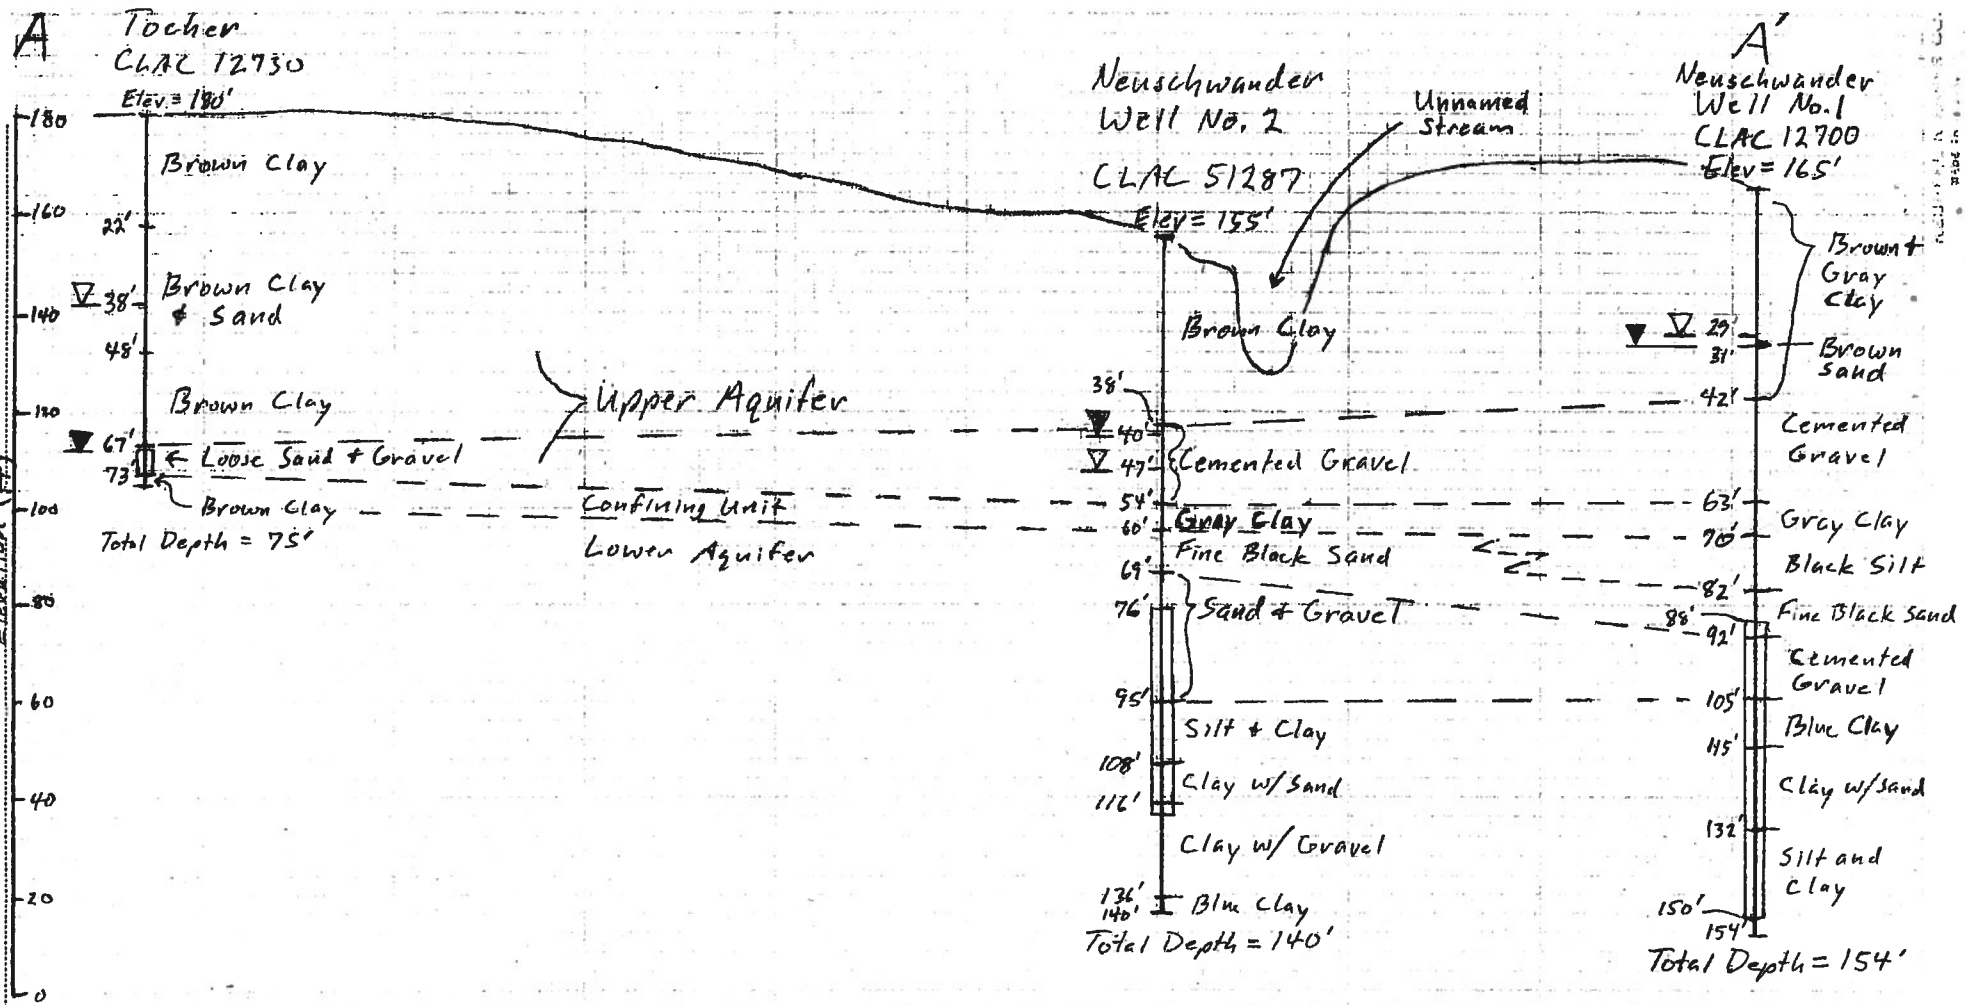 A
Tocher
CLAC 12730
Elev = 180'
180
160
140
120
100
80
60
40
20
0
Brown Clay
22'
Brown Clay
& Sand
38'
48'
Brown Clay
67'
Loose Sand + Gravel
73'
Brown Clay
Total Depth = 75'
Upper Aquifer
Confining Unit
Lower Aquifer
Neuschwander
Well No. 2
CLAC 51287
Elev = 155'
Unnamed
Stream
Brown Clay
38'
40'
47'
Cemented Gravel
54'
Gray Clay
60'
Fine Black Sand
69'
76'
Sand & Gravel
95'
Silt & Clay
108'
Clay w/Sand
116'
Clay w/ Gravel
136'
140'
Blue Clay
Total Depth = 140'
A'
Neuschwander
Well No. 1
CLAC 12700
Elev = 165'
Brown +
Gray
Clay
29'
31'
Brown
Sand
42'
Cemented
Gravel
63'
Gray Clay
70'
Black Silt
82'
Fine Black Sand
88'
92'
Cemented
Gravel
105'
Blue Clay
115'
Clay w/Sand
132'
Silt and
Clay
150'
154'
Total Depth = 154'